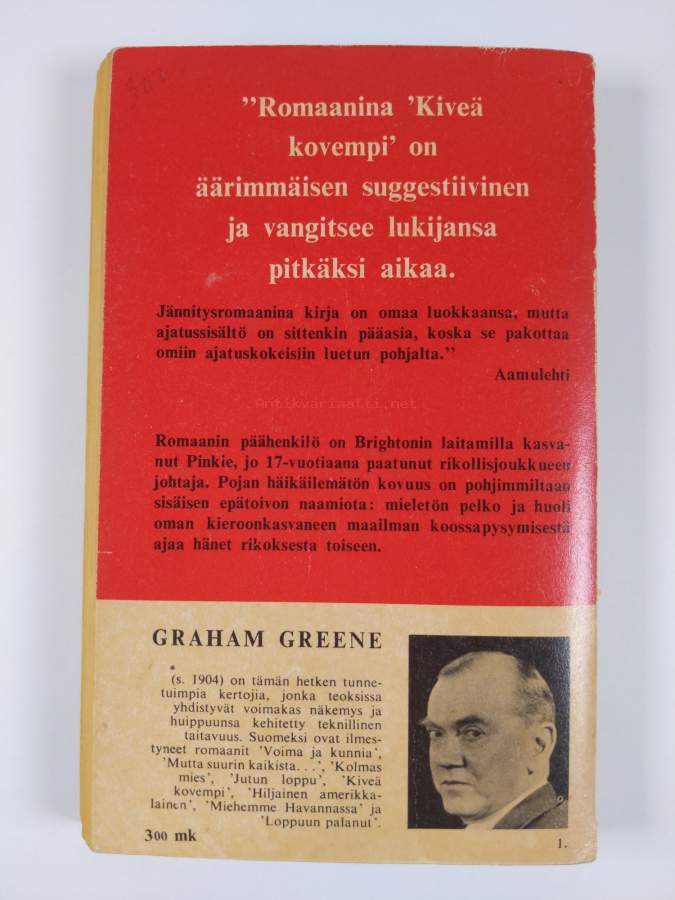 300
"Romaanina 'Kiveä
kovempi' on
äärimmäisen suggestiivinen
ja vangitsee lukijansa
pitkäksi aikaa.
Jännitysromaanina kirja on omaa luokkaansa, mutta
ajatussisältö on sittenkin pääasia, koska se pakottaa
omiin ajatuskokeisiin luetun pohjalta."
Aamulehti
Antikvariaatti.net
Romaanin päähenkilö on Brightonin laitamilla kasva-
nut Pinkie, jo 17-vuotiaana paatunut rikollisjoukkueen
johtaja. Pojan häikäilemätön kovuus on pohjimmiltaan
sisäisen epätoivon naamiota: mieletön pelko ja huoli
oman kieroonkasvaneen maailman koossapysymisestä
ajaa hänet rikoksesta toiseen.
GRAHAM GREENE
(s. 1904) on tämän hetken tunne-
tuimpia kertojia, jonka teoksissa
yhdistyvät voimakas näkemys ja
huippuunsa kehitetty teknillinen
taitavuus. Suomeksi ovat ilmes-
tyneet romaanit 'Voima ja kunnia',
'Mutta suurin kaikista...', 'Kolmas
mies', 'Jutun loppu', 'Kiveä
kovempi', 'Hiljainen amerikka-
lainen', 'Miehemme Havannassa' ja
'Loppuun palanut'.
300 mk
1.